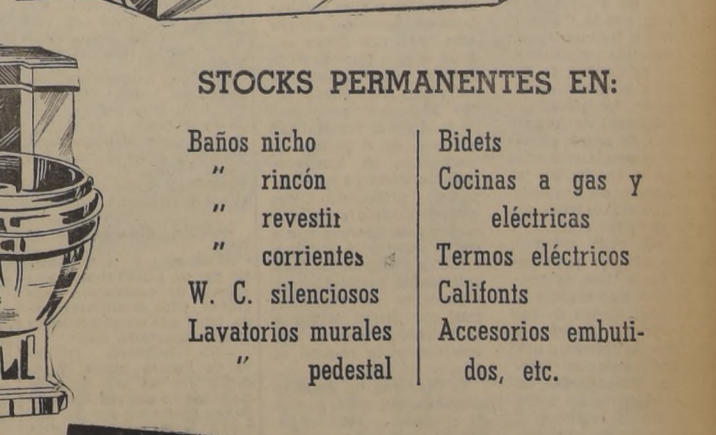 STOCKS PERMANENTES EN:
Baños nicho
" rincón
" revestir
" corrientes
W. C. silenciosos
Lavatorios murales
" pedestal
Bidets
Cocinas a gas y
eléctricas
Termos eléctricos
Califonts
Accesorios embuti-
dos, etc.